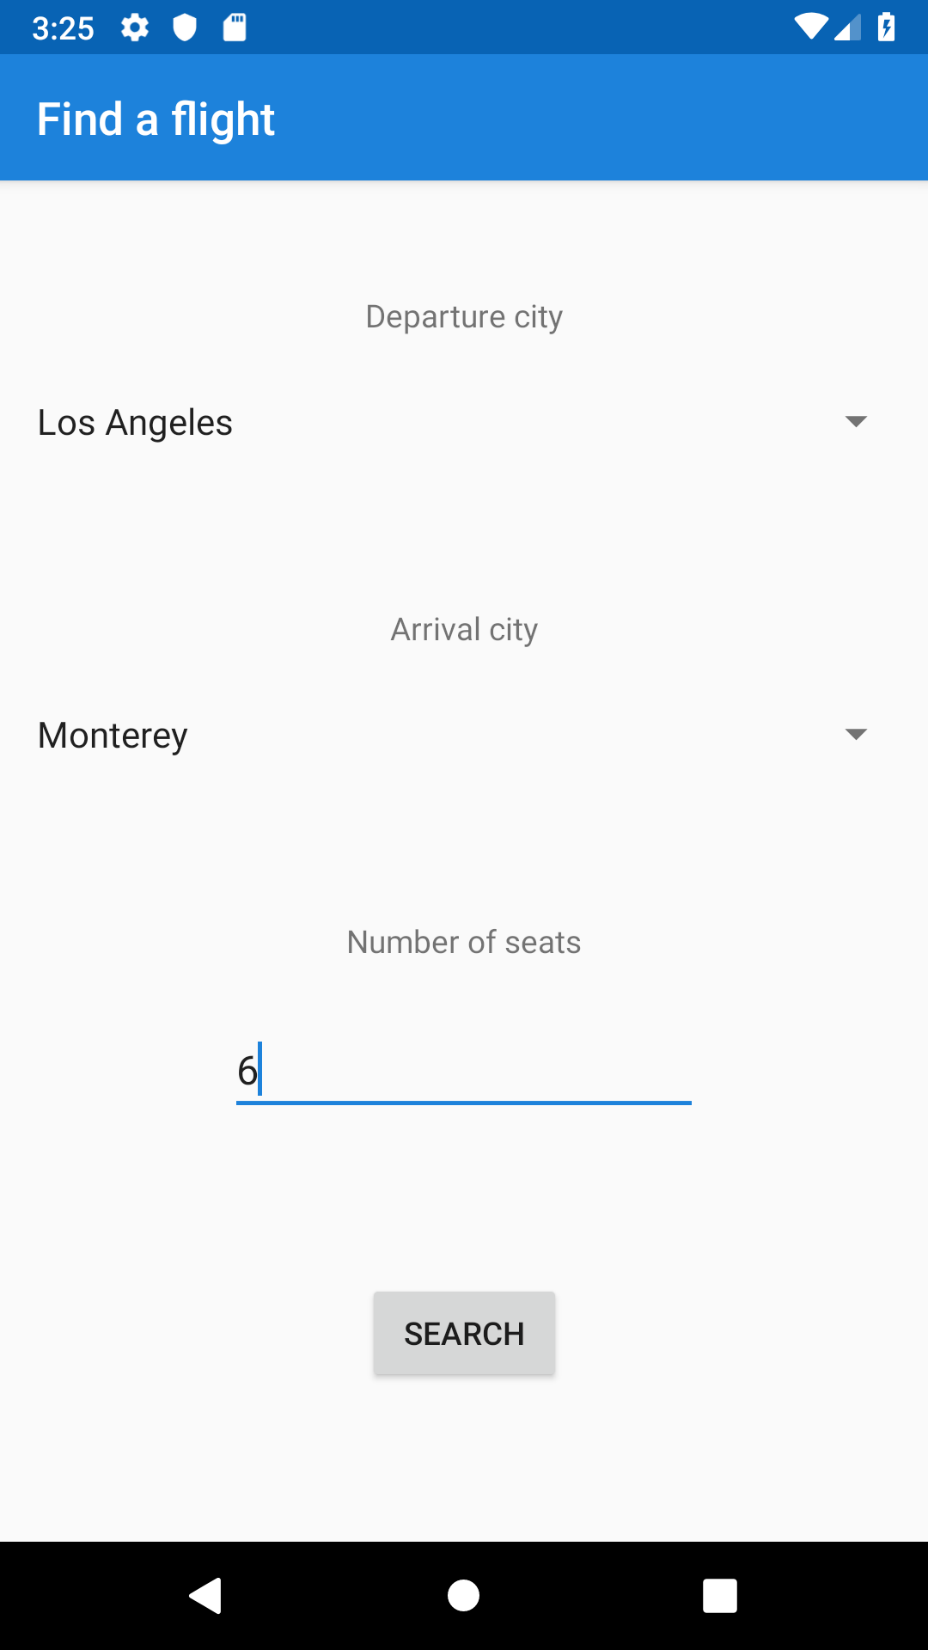 3:25
Find a flight
Departure city
Los Angeles
Arrival city
Monterey
Number of seats
6
SEARCH